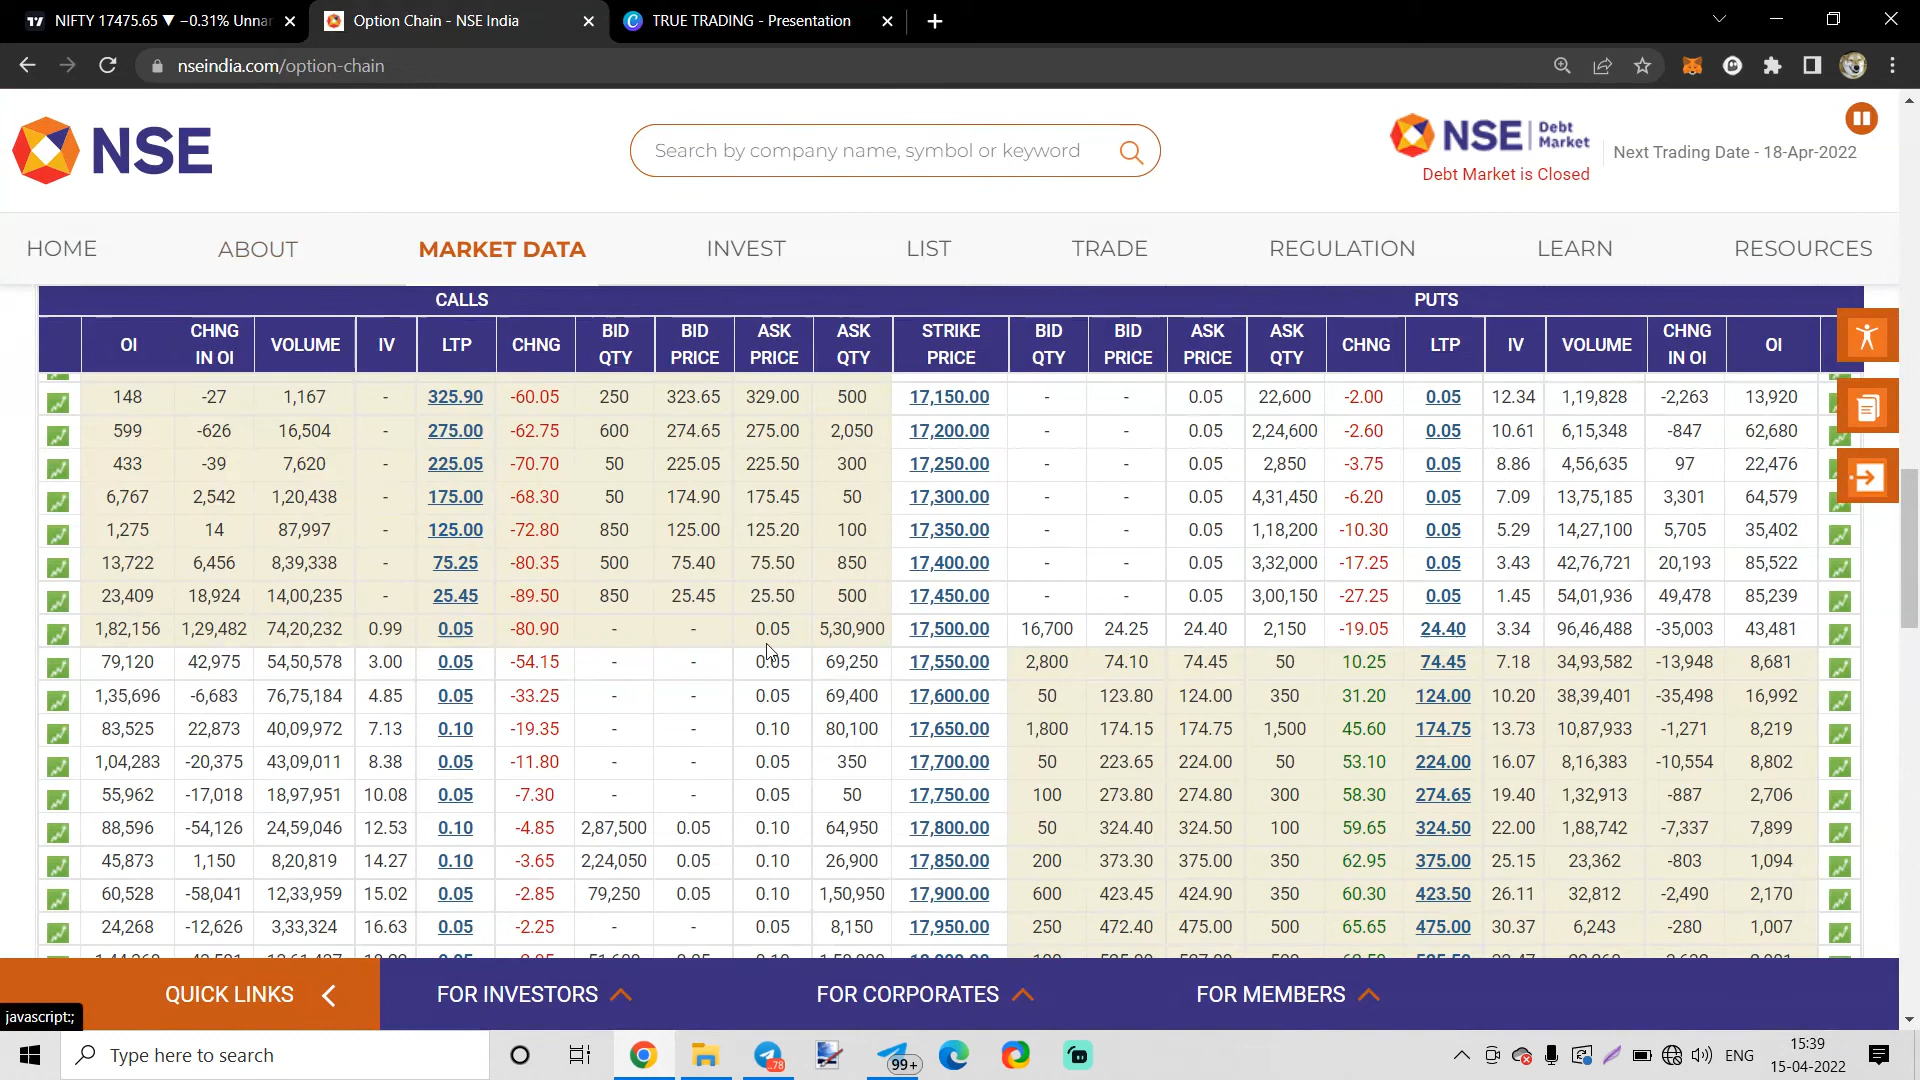 NIFTY 17475.65 ▼ −0.31% Unnar
Option Chain - NSE India
TRUE TRADING - Presentation
nseindia.com/option-chain
NSE
Search by company name, symbol or keyword
NSE Debt Market
Debt Market is Closed
Next Trading Date - 18-Apr-2022
HOME ABOUT MARKET DATA INVEST LIST TRADE REGULATION LEARN RESOURCES
CALLS PUTS
OI CHNG IN OI VOLUME IV LTP CHNG BID QTY BID PRICE ASK PRICE ASK QTY STRIKE PRICE BID QTY BID PRICE ASK PRICE ASK QTY CHNG LTP IV VOLUME CHNG IN OI OI
148 -27 1,167 - 325.90 -60.05 250 323.65 329.00 500 17,150.00 - - 0.05 22,600 -2.00 0.05 12.34 1,19,828 -2,263 13,920
599 -626 16,504 - 275.00 -62.75 600 274.65 275.00 2,050 17,200.00 - - 0.05 2,24,600 -2.60 0.05 10.61 6,15,348 -847 62,680
433 -39 7,620 - 225.05 -70.70 50 225.05 225.50 300 17,250.00 - - 0.05 2,850 -3.75 0.05 8.86 4,56,635 97 22,476
6,767 2,542 1,20,438 - 175.00 -68.30 50 174.90 175.45 50 17,300.00 - - 0.05 4,31,450 -6.20 0.05 7.09 13,75,185 3,301 64,579
1,275 14 87,997 - 125.00 -72.80 850 125.00 125.20 100 17,350.00 - - 0.05 1,18,200 -10.30 0.05 5.29 14,27,100 5,705 35,402
13,722 6,456 8,39,338 - 75.25 -80.35 500 75.40 75.50 850 17,400.00 - - 0.05 3,32,000 -17.25 0.05 3.43 42,76,721 20,193 85,522
23,409 18,924 14,00,235 - 25.45 -89.50 850 25.45 25.50 500 17,450.00 - - 0.05 3,00,150 -27.25 0.05 1.45 54,01,936 49,478 85,239
1,82,156 1,29,482 74,20,232 0.99 0.05 -80.90 - - 0.05 5,30,900 17,500.00 16,700 24.25 24.40 2,150 -19.05 24.40 3.34 96,46,488 -35,003 43,481
79,120 42,975 54,50,578 3.00 0.05 -54.15 - - 0.05 69,250 17,550.00 2,800 74.10 74.45 50 10.25 74.45 7.18 34,93,582 -13,948 8,681
1,35,696 -6,683 76,75,184 4.85 0.05 -33.25 - - 0.05 69,400 17,600.00 50 123.80 124.00 350 31.20 124.00 10.20 38,39,401 -35,498 16,992
83,525 22,873 40,09,972 7.13 0.10 -19.35 - - 0.10 80,100 17,650.00 1,800 174.15 174.75 1,500 45.60 174.75 13.73 10,87,933 -1,271 8,219
1,04,283 -20,375 43,09,011 8.38 0.05 -11.80 - - 0.05 350 17,700.00 50 223.65 224.00 50 53.10 224.00 16.07 8,16,383 -10,554 8,802
55,962 -17,018 18,97,951 10.08 0.05 -7.30 - - 0.05 50 17,750.00 100 273.80 274.80 300 58.30 274.65 19.40 1,32,913 -887 2,706
88,596 -54,126 24,59,046 12.53 0.10 -4.85 2,87,500 0.05 0.10 64,950 17,800.00 50 324.40 324.50 100 59.65 324.50 22.00 1,88,742 -7,337 7,899
45,873 1,150 8,20,819 14.27 0.10 -3.65 2,24,050 0.05 0.10 26,900 17,850.00 200 373.30 375.00 350 62.95 375.00 25.15 23,362 -803 1,094
60,528 -58,041 12,33,959 15.02 0.05 -2.85 79,250 0.05 0.10 1,50,950 17,900.00 600 423.45 424.90 350 60.30 423.50 26.11 32,812 -2,490 2,170
24,268 -12,626 3,33,324 16.63 0.05 -2.25 - - 0.05 8,150 17,950.00 250 472.40 475.00 500 65.65 475.00 30.37 6,243 -280 1,007
QUICK LINKS FOR INVESTORS FOR CORPORATES FOR MEMBERS
javascript:;
Type here to search
..78
99+
ENG
15:39
15-04-2022